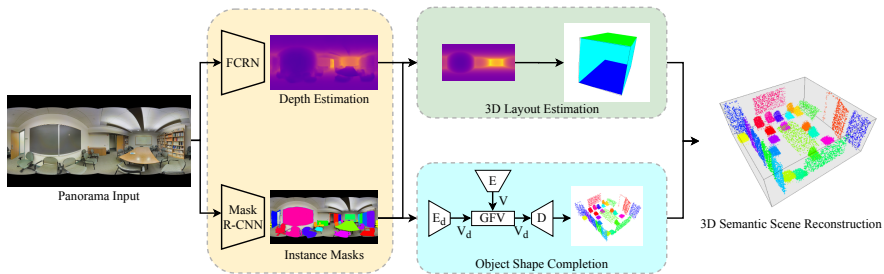 FCRN
Depth Estimation
3D Layout Estimation
Panorama Input
Mask
R-CNN
Instance Masks
E
V
E_d
V_d
GFV
V_d
D
Object Shape Completion
3D Semantic Scene Reconstruction